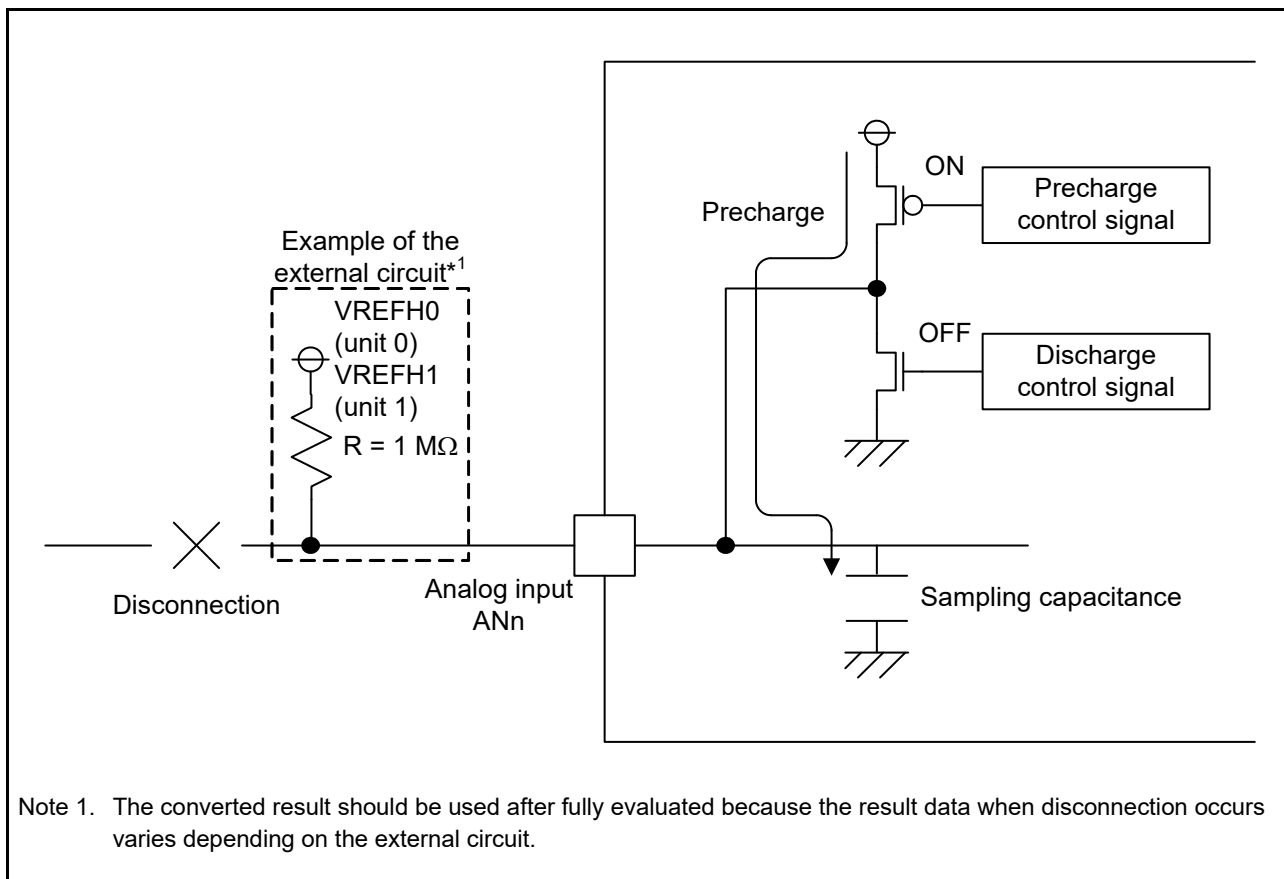 ON
Precharge
control signal
Precharge
Example of the
external circuit*1
VREFH0
(unit 0)
VREFH1
(unit 1)
R = 1 MΩ
OFF
Discharge
control signal
Disconnection
Analog input
ANn
Sampling capacitance
Note 1. The converted result should be used after fully evaluated because the result data when disconnection occurs
varies depending on the external circuit.